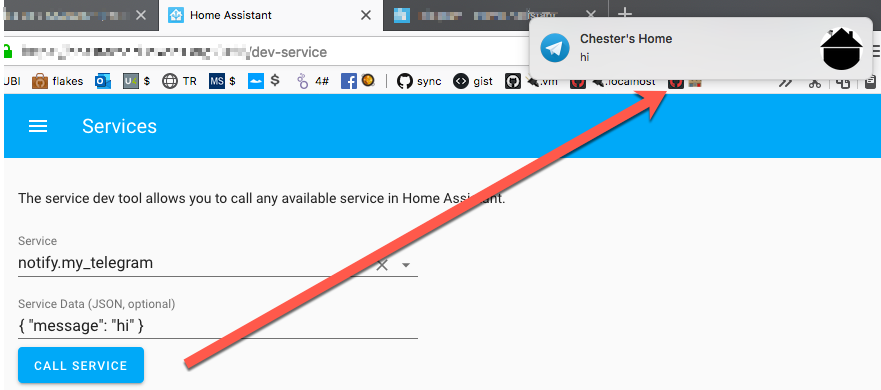 Home Assistant
Chester's Home
hi
/dev-service
UBI flakes U4 $ TR MS $ $ 4# sync gist .vm .localhost
Services
The service dev tool allows you to call any available service in Home Assistant.
Service
notify.my_telegram
Service Data (JSON, optional)
{ "message": "hi" }
CALL SERVICE